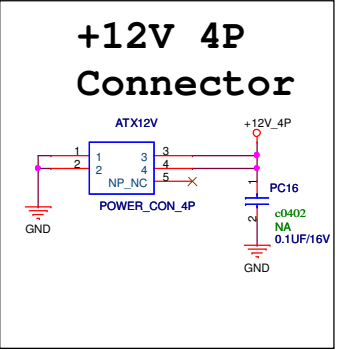 +12V 4P
Connector
ATX12V
+12V_4P
1 1 3 3
2 2 4 4
NP_NC 5
POWER_CON_4P
1
PC16
c0402
NA
2
0.1UF/16V
GND
GND